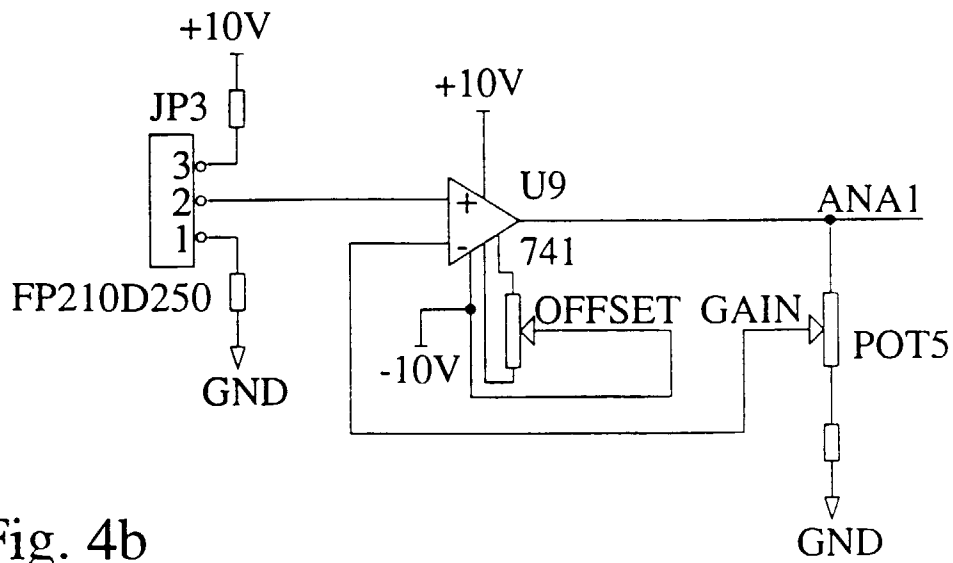 +10V
JP3
+10V
3
2
1
+
-
U9
741
ANA1
FP210D250
OFFSET
GAIN
POT5
-10V
GND
GND
Fig. 4b